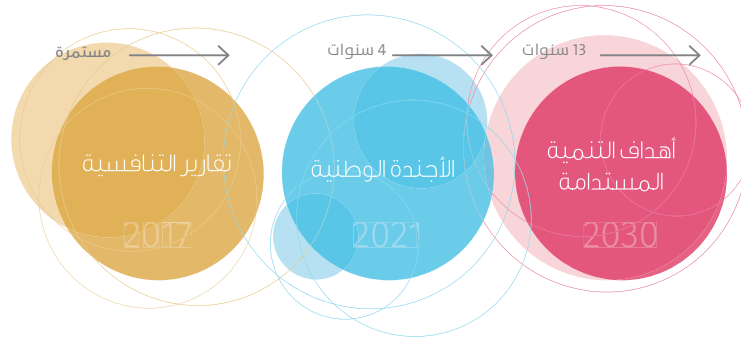 مستمرة
4 سنوات
13 سنوات
تقارير التنافسية
2017
الأجندة الوطنية
2021
أهداف التنمية
المستدامة
2030